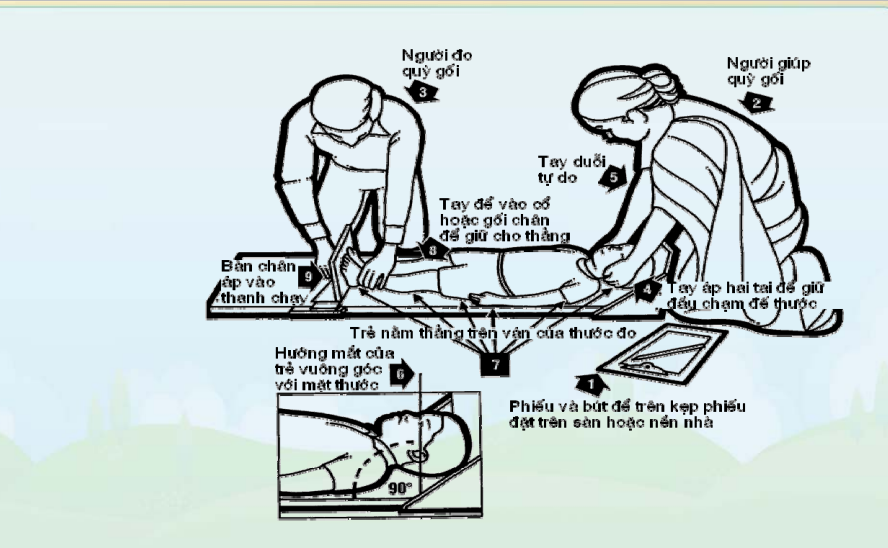 Người đo
quỳ gối
3
Người giúp
quỳ gối
2
Tay duỗi
tự do
5
Tay để vào cổ
hoặc gối chân
để giữ cho thẳng
8
Bàn chân
áp vào
thanh chạy
9
4
Tay áp hai tai để giữ
đầu chạm đế thước
Trẻ nằm thẳng trên ván của thước đo
7
Hướng mắt của
trẻ vuông góc
với mặt thước
6
1
Phiếu và bút để trên kẹp phiếu
đặt trên sàn hoặc nền nhà
90°